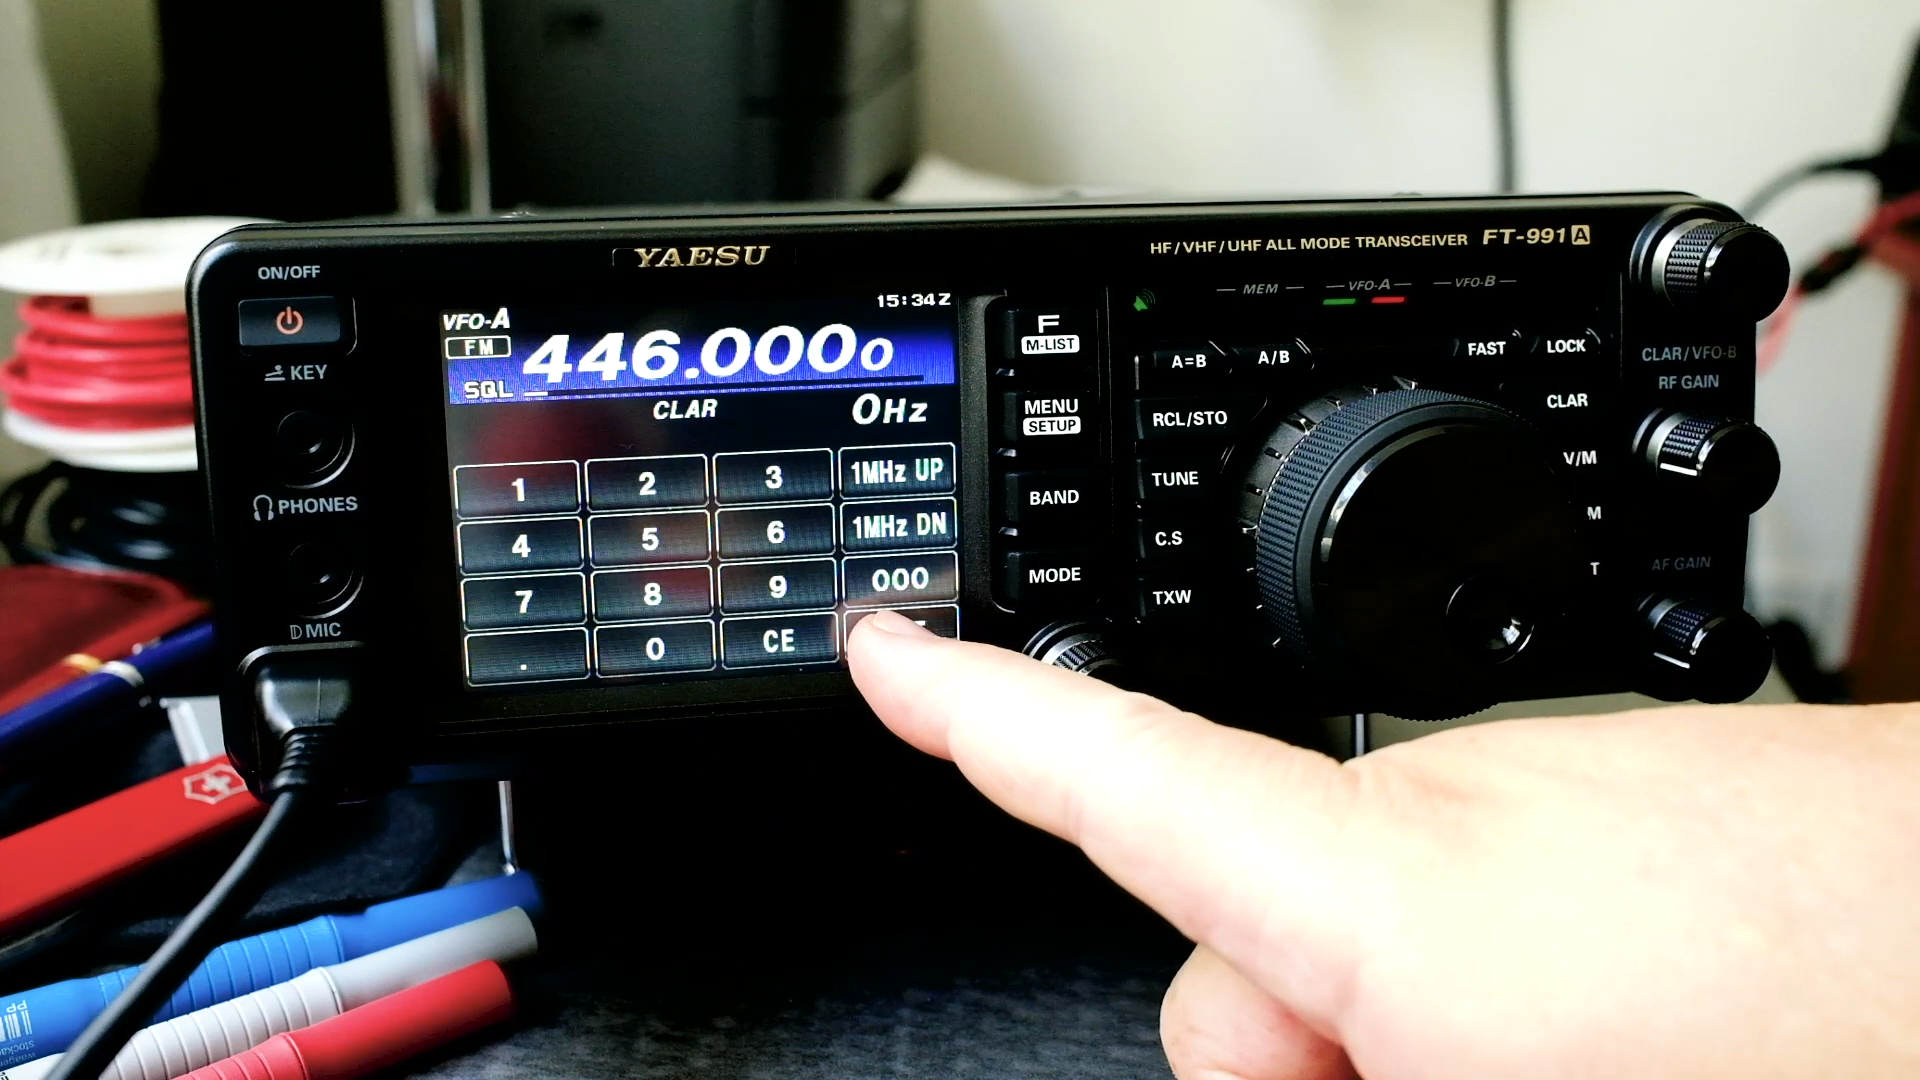 ON/OFF
KEY
PHONES
MIC
YAESU
HF/VHF/UHF ALL MODE TRANSCEIVER FT-991A
15:34Z
VFO-A
FM
446.0000
SQL
CLAR 0Hz
1 2 3 1MHz UP
4 5 6 1MHz DN
7 8 9 000
. 0 CE
F
M-LIST
MENU
SETUP
BAND
MODE
MEM VFO-A VFO-B
A=B A/B FAST LOCK
RCL/STO CLAR
TUNE V/M
C.S M
TXW T
CLAR/VFO-B
RF GAIN
AF GAIN
PP